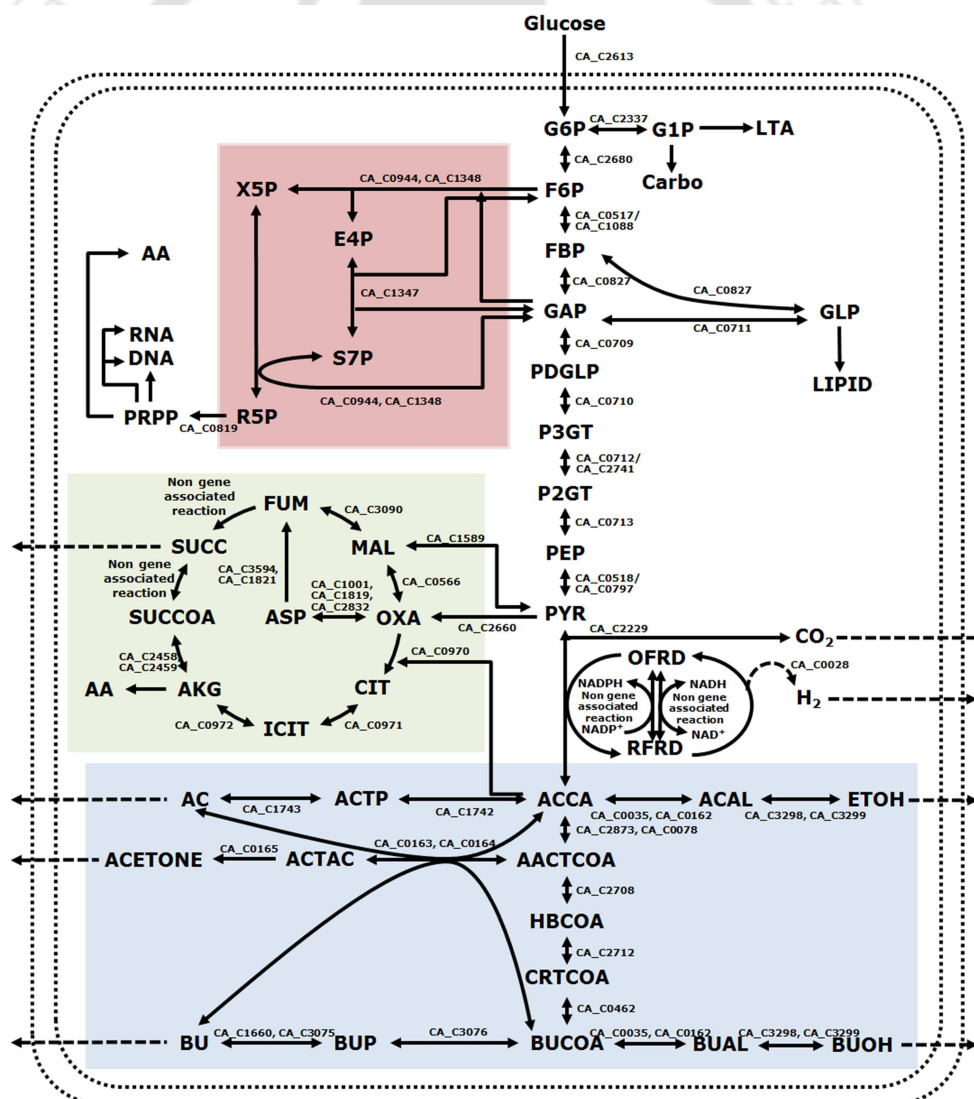 Glucose
CA_C2613
G6P
CA_C2337
G1P
LTA
CA_C2680
Carbo
X5P
CA_C0944, CA_C1348
F6P
CA_C0517/
CA_C1088
E4P
AA
FBP
CA_C1347
CA_C0827
CA_C0827
GAP
GLP
CA_C0711
RNA
DNA
S7P
CA_C0709
PDGLP
LIPID
CA_C0944, CA_C1348
CA_C0710
PRPP
CA_C0819
R5P
P3GT
CA_C0712/
CA_C2741
P2GT
Non gene
associated
reaction
FUM
CA_C3090
CA_C0713
SUCC
MAL
CA_C1589
PEP
Non gene
associated
reaction
CA_C3594,
CA_C1821
CA_C1001,
CA_C1819,
CA_C2832
CA_C0566
CA_C0518/
CA_C0797
SUCCOA
ASP
OXA
CA_C2660
PYR
CA_C2229
CO2
CA_C2458
CA_C2459
CA_C0970
OFRD
CA_C0028
AA
AKG
CIT
NADPH
NADH
Non gene
associated
reaction
Non gene
associated
reaction
NADP+
NAD+
H2
CA_C0972
ICIT
CA_C0971
RFRD
AC
CA_C1743
ACTP
CA_C1742
ACCA
CA_C0035, CA_C0162
ACAL
CA_C3298, CA_C3299
ETOH
CA_C2873, CA_C0078
ACETONE
CA_C0165
ACTAC
CA_C0163, CA_C0164
AACTCOA
CA_C2708
HBCOA
CA_C2712
CRTCOA
CA_C0462
BU
CA_C1660, CA_C3075
BUP
CA_C3076
BUCOA
CA_C0035, CA_C0162
BUAL
CA_C3298, CA_C3299
BUOH